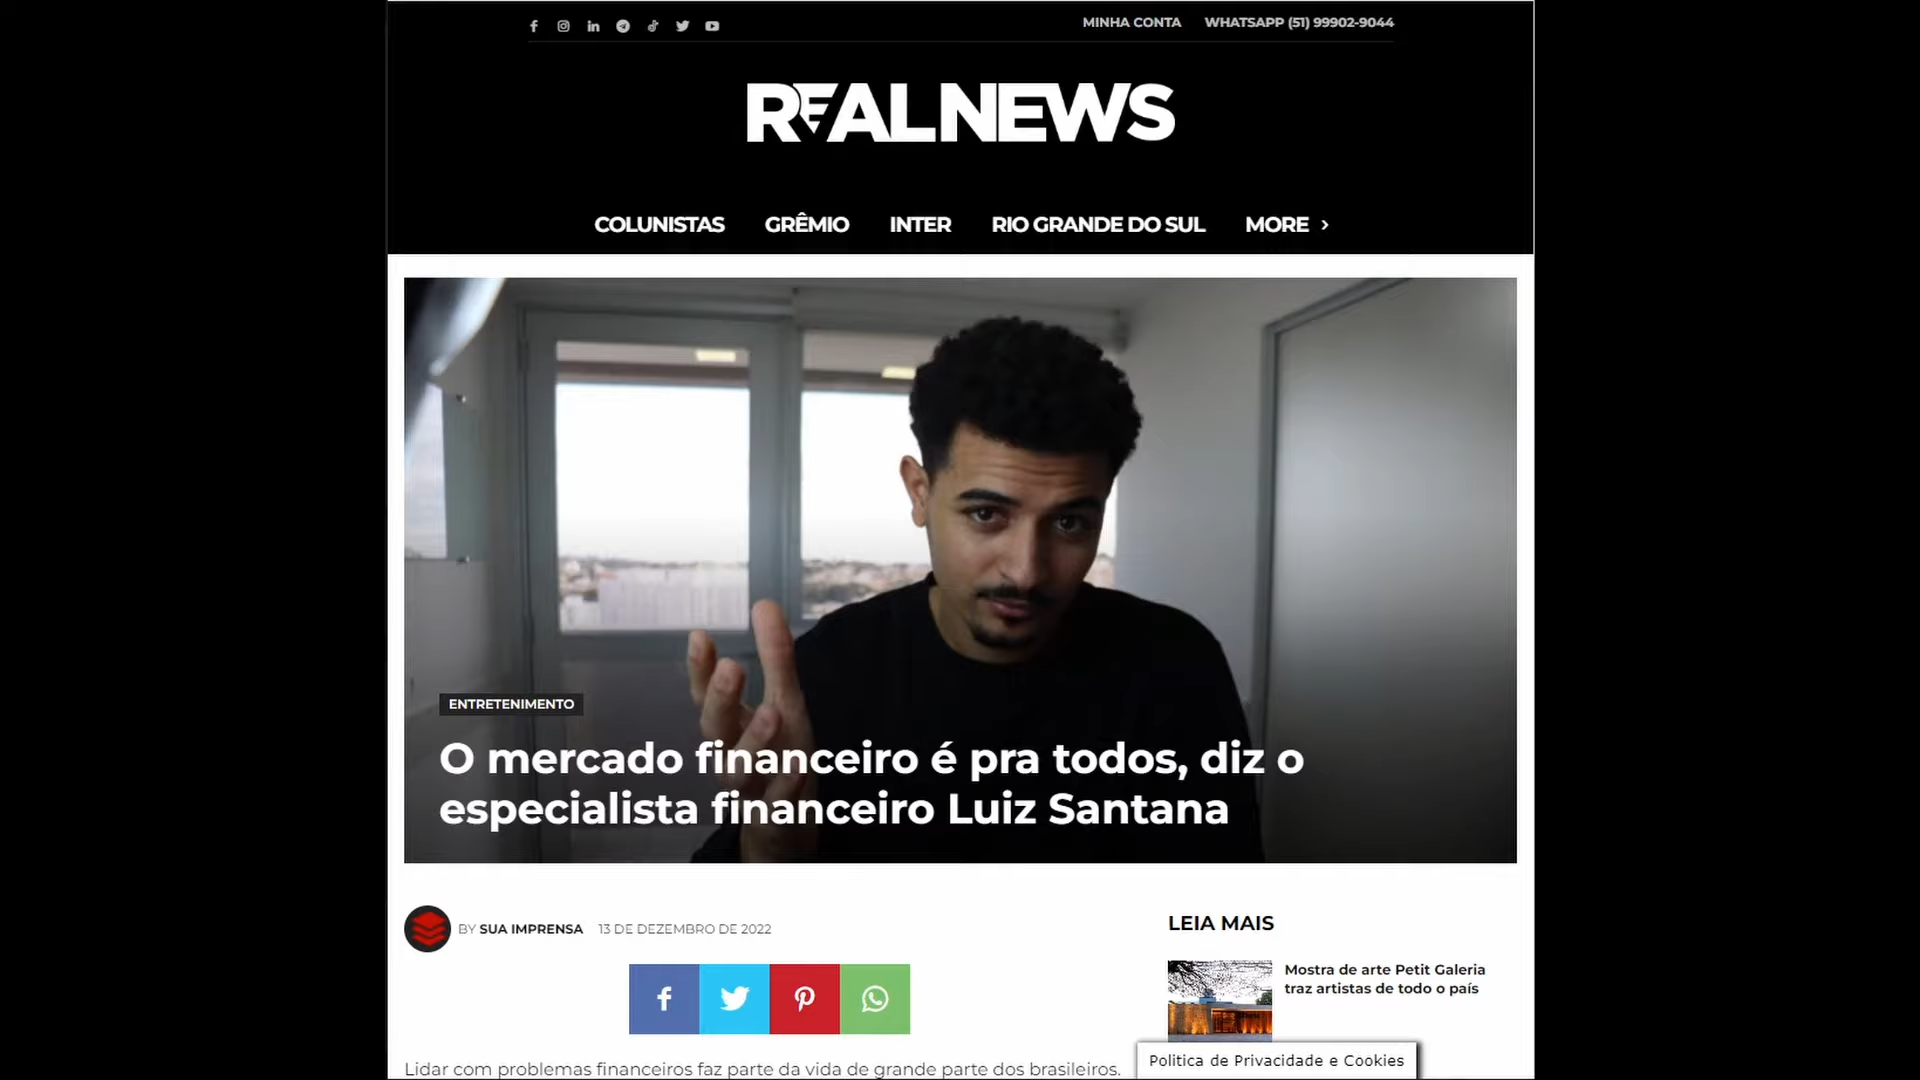 MINHA CONTA WHATSAPP (51) 99902-9044
REALNEWS
COLUNISTAS GRÊMIO INTER RIO GRANDE DO SUL MORE
ENTRETENIMENTO
O mercado financeiro é pra todos, diz o
especialista financeiro Luiz Santana
BY SUA IMPRENSA 13 DE DEZEMBRO DE 2022
LEIA MAIS
Mostra de arte Petit Galeria
traz artistas de todo o país
Lidar com problemas financeiros faz parte da vida de grande parte dos brasileiros.
Politica de Privacidade e Cookies